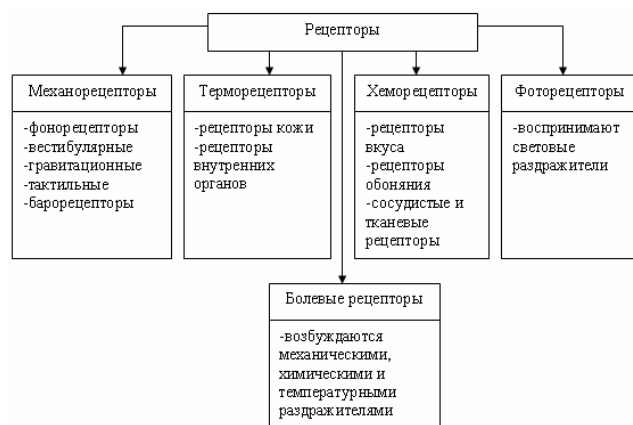 Рецепторы
Механорецепторы
-фонорецепторы
-вестибулярные
-гравитационные
-тактильные
-барорецепторы
Терморецепторы
-рецепторы кожи
-рецепторы
внутренних
органов
Хеморецепторы
-рецепторы
вкуса
-рецепторы
обоняния
-сосудистые и
тканевые
рецепторы
Фоторецепторы
-воспринимают
световые
раздражители
Болевые рецепторы
-возбуждаются
механическими,
химическими и
температурными
раздражителями